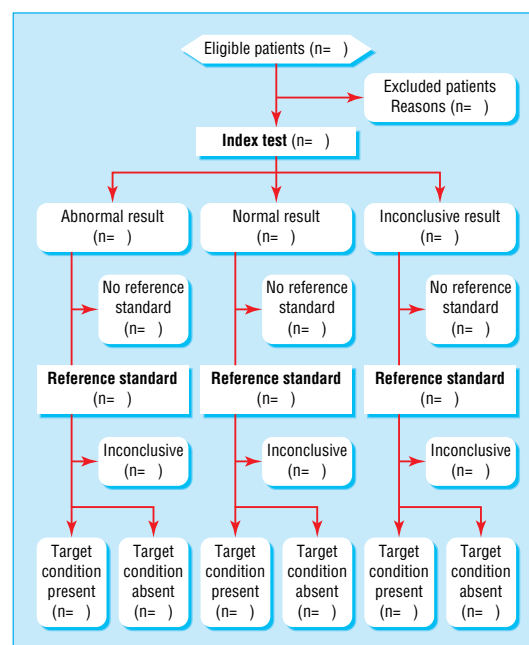 Eligible patients (n=   )
Excluded patients
Reasons (n=   )
Index test (n=   )
Abnormal result
(n=   )
Normal result
(n=   )
Inconclusive result
(n=   )
No reference
standard
(n=   )
No reference
standard
(n=   )
No reference
standard
(n=   )
Reference standard
(n=   )
Reference standard
(n=   )
Reference standard
(n=   )
Inconclusive
(n=   )
Inconclusive
(n=   )
Inconclusive
(n=   )
Target
condition
present
(n=   )
Target
condition
absent
(n=   )
Target
condition
present
(n=   )
Target
condition
absent
(n=   )
Target
condition
present
(n=   )
Target
condition
absent
(n=   )